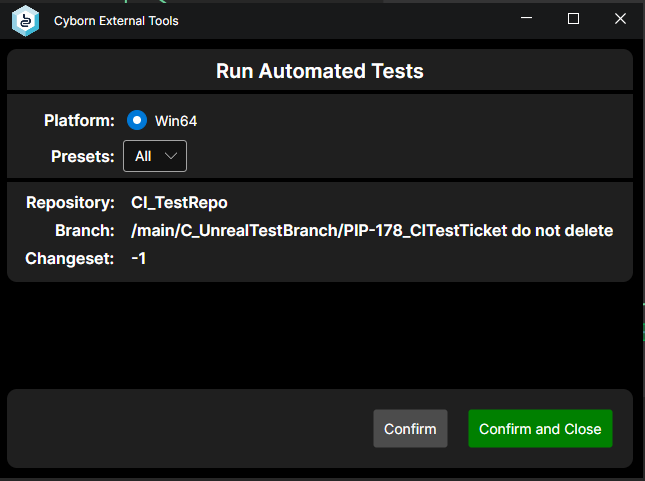 Cyborn External Tools
Run Automated Tests
Platform: Win64
Presets: All
Repository: CI_TestRepo
Branch: /main/C_UnrealTestBranch/PIP-178_CITestTicket do not delete
Changeset: -1
Confirm Confirm and Close